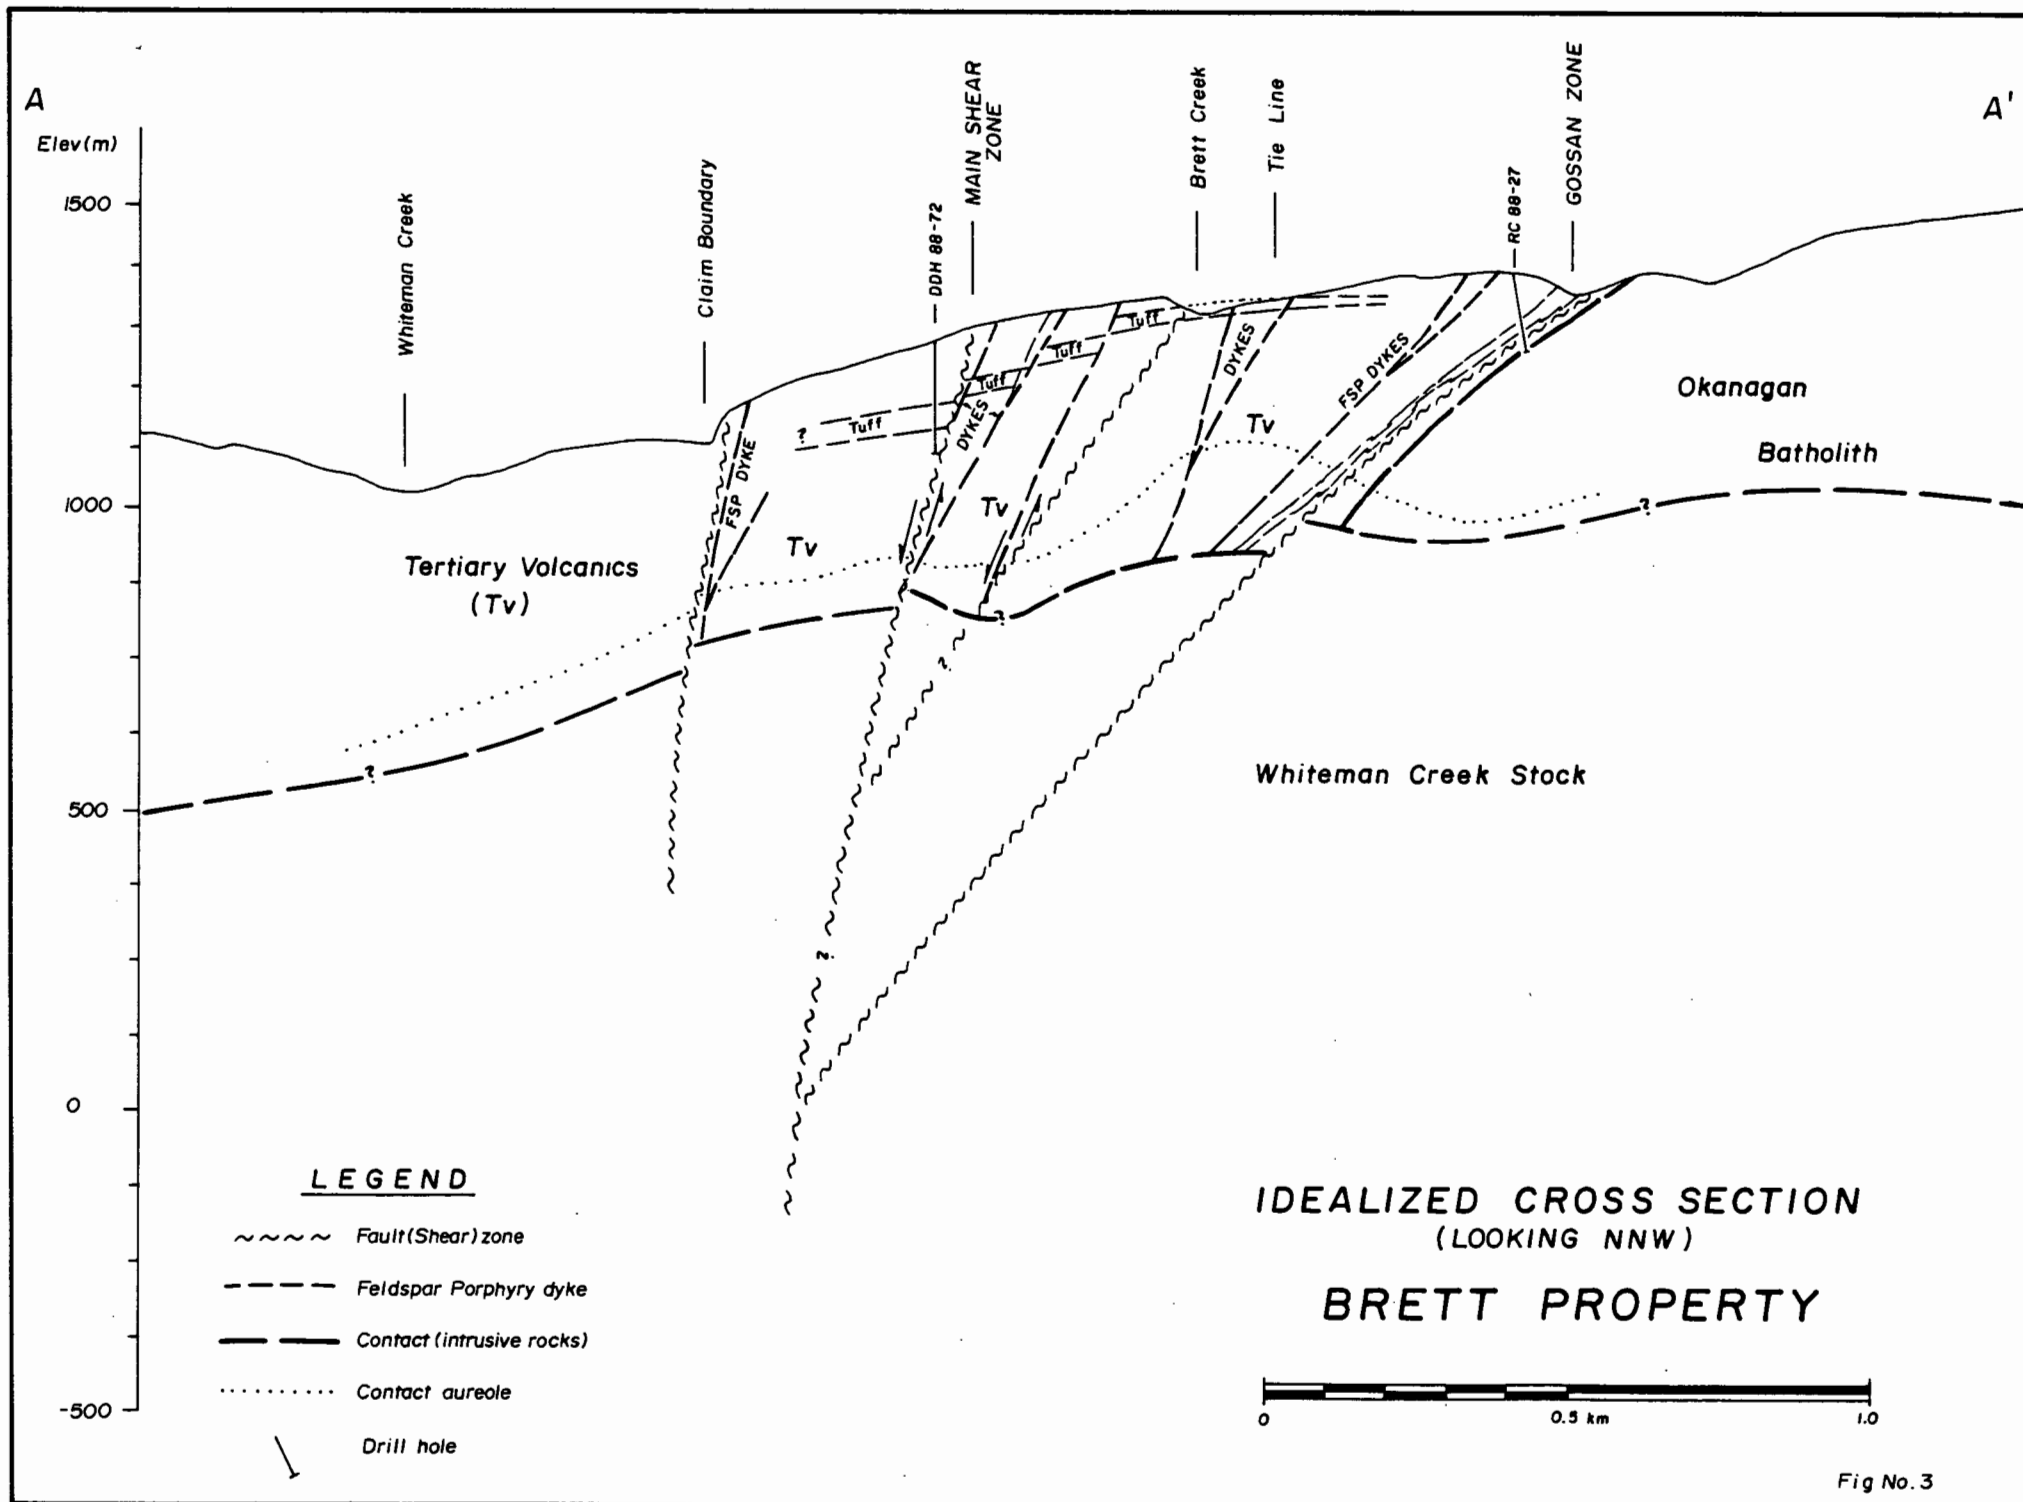 A
A'
Elev(m)
1500
1000
500
0
-500
Whiteman Creek
Claim Boundary
DDH 88-72
MAIN SHEAR
ZONE
Brett Creek
Tie Line
RC 88-27
GOSSAN ZONE
Tuff
Tuff
Tuff
? Tuff
FSP DYKE
DYKES
DYKES
FSP DYKES
Tv
Tv
Tv
Okanagan
Batholith
Tertiary Volcanics
(Tv)
?
?
?
?
?
Whiteman Creek Stock
LEGEND
Fault(Shear) zone
Feldspar Porphyry dyke
Contact (intrusive rocks)
Contact aureole
Drill hole
IDEALIZED CROSS SECTION
(LOOKING NNW)
BRETT PROPERTY
0 0.5 km 1.0
Fig No. 3